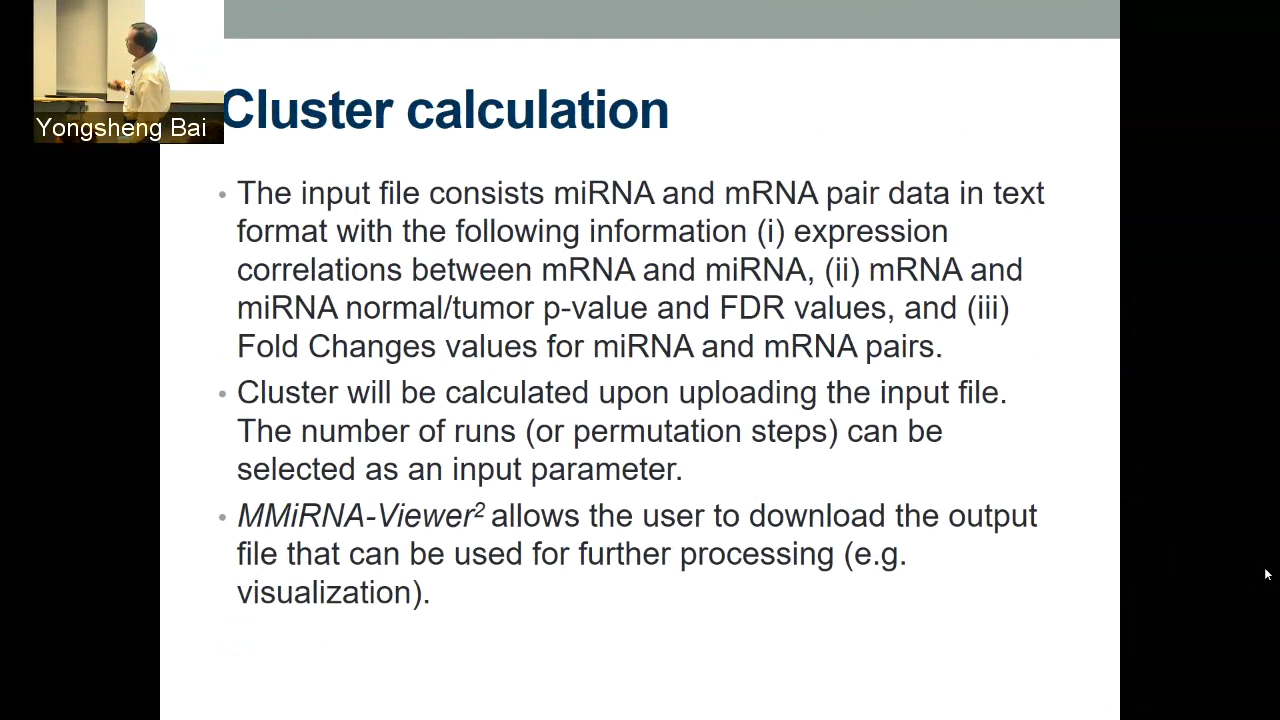 Yongsheng Bai
Cluster calculation
• The input file consists miRNA and mRNA pair data in text
format with the following information (i) expression
correlations between mRNA and miRNA, (ii) mRNA and
miRNA normal/tumor p-value and FDR values, and (iii)
Fold Changes values for miRNA and mRNA pairs.
• Cluster will be calculated upon uploading the input file.
The number of runs (or permutation steps) can be
selected as an input parameter.
• MMiRNA-Viewer² allows the user to download the output
file that can be used for further processing (e.g.
visualization).